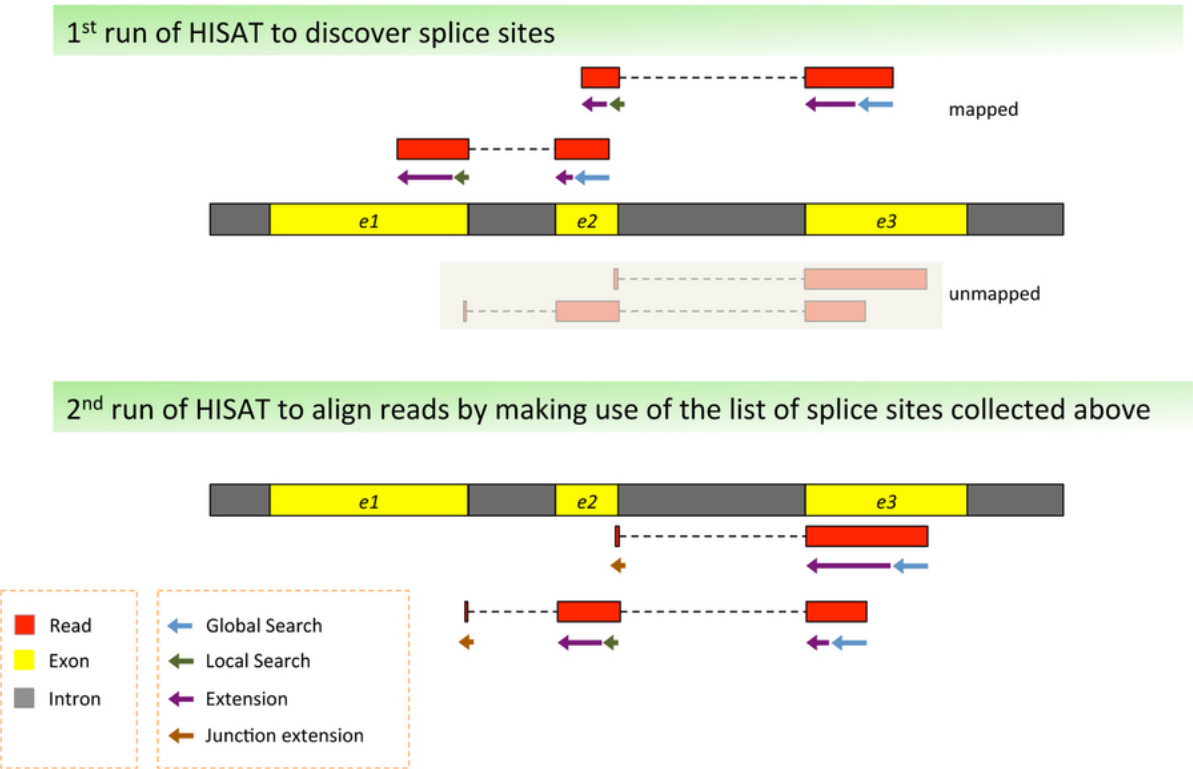 1st run of HISAT to discover splice sites
mapped
e1 e2 e3
unmapped
2nd run of HISAT to align reads by making use of the list of splice sites collected above
e1 e2 e3
Read
Exon
Intron
Global Search
Local Search
Extension
Junction extension